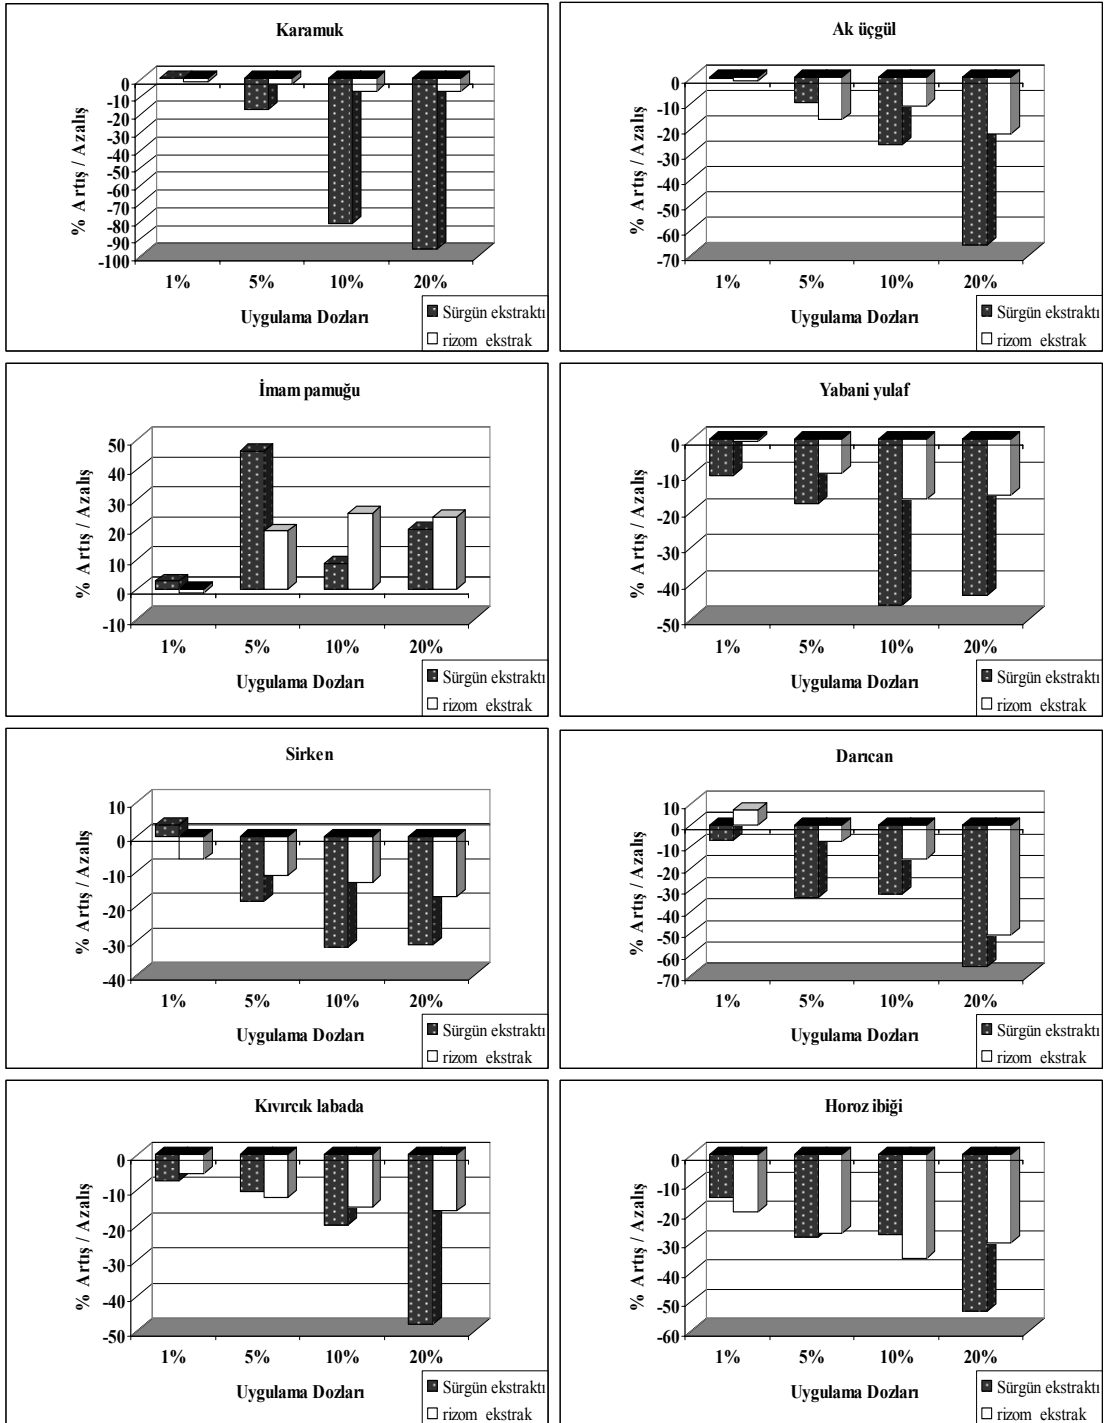 Karamuk
% Artış / Azalış
0
-10
-20
-30
-40
-50
-60
-70
-80
-90
-100
1% 5% 10% 20%
Uygulama Dozları
Sürgün ekstraktı
rizom ekstrak
Ak üçgül
% Artış / Azalış
0
-10
-20
-30
-40
-50
-60
-70
1% 5% 10% 20%
Uygulama Dozları
Sürgün ekstraktı
rizom ekstrak
İmam pamuğu
% Artış / Azalış
50
40
30
20
10
0
-10
1% 5% 10% 20%
Uygulama Dozları
Sürgün ekstraktı
rizom ekstrak
Yabani yulaf
% Artış / Azalış
0
-10
-20
-30
-40
-50
1% 5% 10% 20%
Uygulama Dozları
Sürgün ekstraktı
rizom ekstrak
Sirken
% Artış / Azalış
10
0
-10
-20
-30
-40
1% 5% 10% 20%
Uygulama Dozları
Sürgün ekstraktı
rizom ekstrak
Darıcan
% Artış / Azalış
10
0
-10
-20
-30
-40
-50
-60
-70
1% 5% 10% 20%
Uygulama Dozları
Sürgün ekstraktı
rizom ekstrak
Kıvırcık labada
% Artış / Azalış
0
-10
-20
-30
-40
-50
1% 5% 10% 20%
Uygulama Dozları
Sürgün ekstraktı
rizom ekstrak
Horoz ibiği
% Artış / Azalış
0
-10
-20
-30
-40
-50
-60
1% 5% 10% 20%
Uygulama Dozları
Sürgün ekstraktı
rizom ekstrak